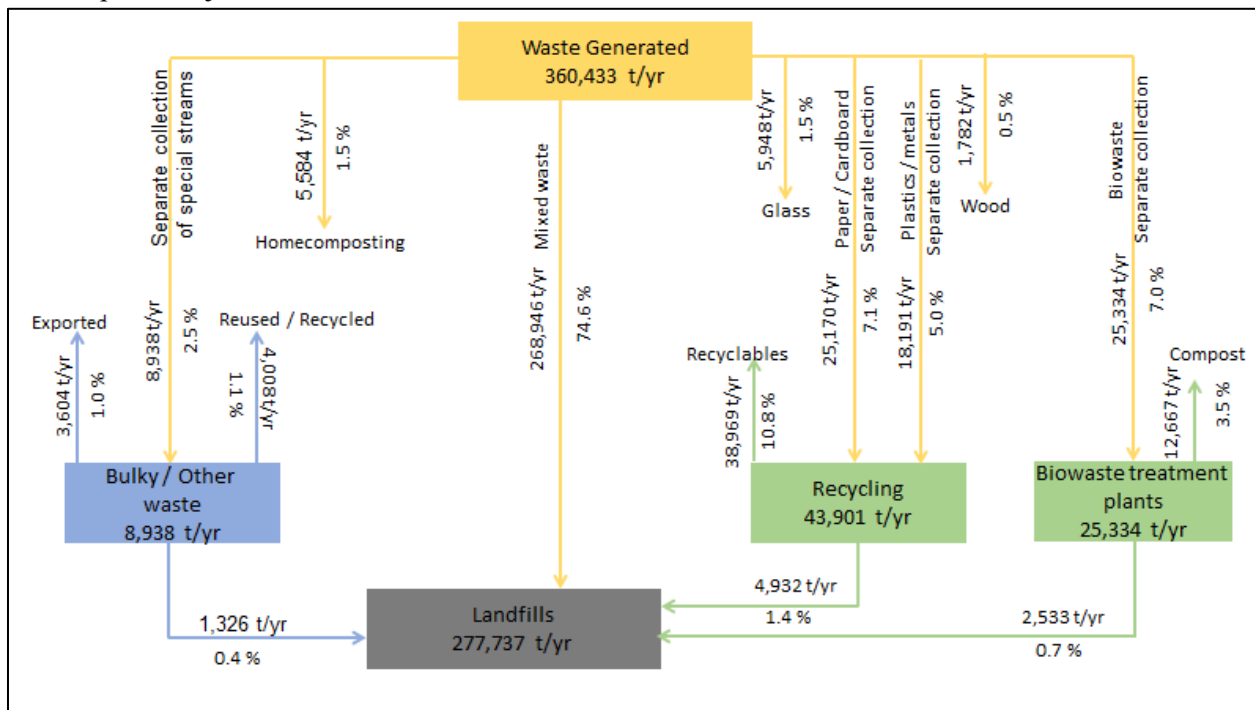 Waste Generated
360,433 t/yr
Separate collection
of special streams
8,938t/yr
2.5 %
5,584 t/yr
1.5 %
Homecomposting
Mixed waste
268,946 t/yr
74.6 %
5,948t/yr
1.5 %
Glass
Paper / Cardboard
Separate collection
25,170 t/yr
7.1 %
Plastics / metals
Separate collection
18,191 t/yr
5.0 %
1,782 t/yr
0.5 %
Wood
Biowaste
Separate collection
25,334 t/yr
7.0 %
Exported
3,604 t/yr
1.0 %
Reused / Recycled
4,008t/yr
1.1 %
Recyclables
38,969 t/yr
10.8 %
Compost
12,667 t/yr
3.5 %
Bulky / Other
waste
8,938 t/yr
Recycling
43,901 t/yr
Biowaste treatment
plants
25,334 t/yr
1,326 t/yr
0.4 %
Landfills
277,737 t/yr
4,932 t/yr
1.4 %
2,533 t/yr
0.7 %